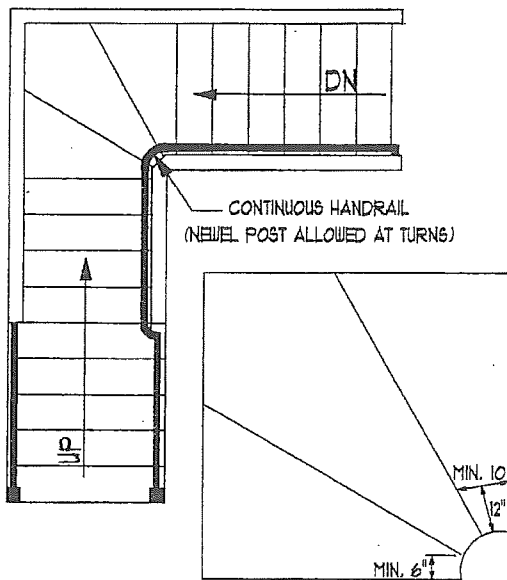 DN
CONTINUOUS HANDRAIL
(NEWEL POST ALLOWED AT TURNS)
UP
MIN. 10
12"
MIN. 6"